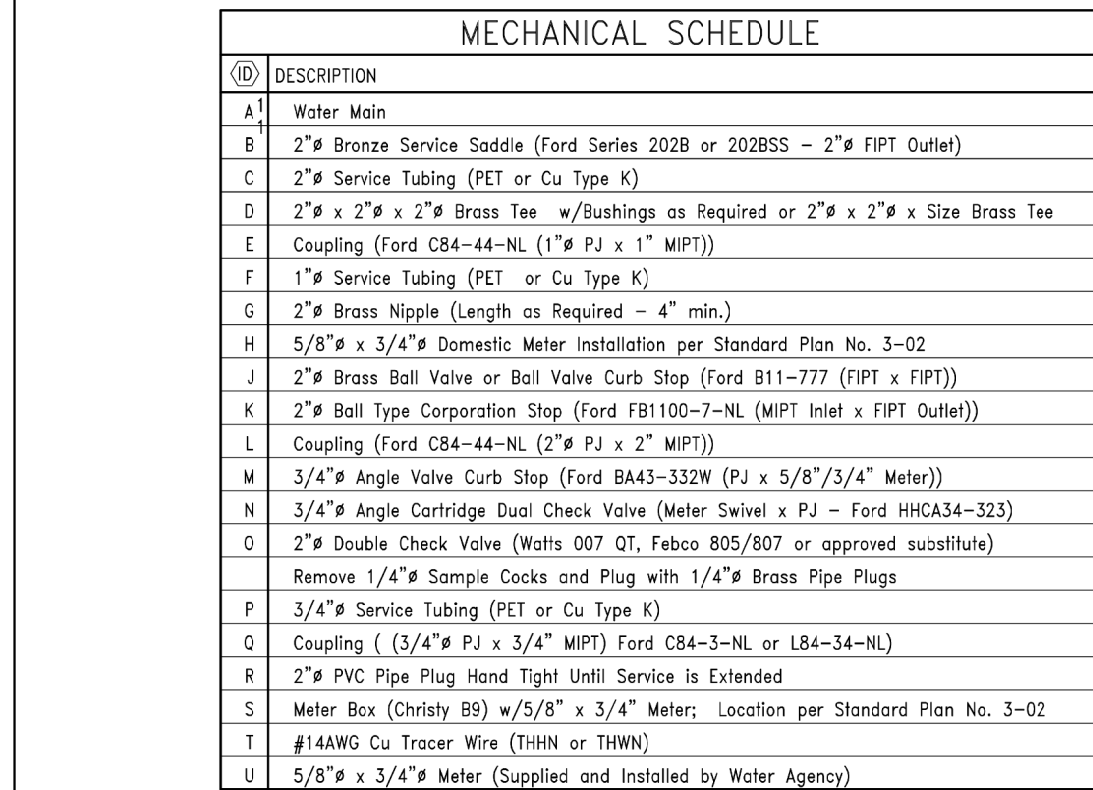 MECHANICAL SCHEDULE
ID DESCRIPTION
A 1 Water Main
1
B 2"ø Bronze Service Saddle (Ford Series 202B or 202BSS – 2"ø FIPT Outlet)
C 2"ø Service Tubing (PET or Cu Type K)
D 2"ø x 2"ø x 2"ø Brass Tee w/Bushings as Required or 2"ø x 2"ø x Size Brass Tee
E Coupling (Ford C84–44–NL (1"ø PJ x 1" MIPT))
F 1"ø Service Tubing (PET or Cu Type K)
G 2"ø Brass Nipple (Length as Required – 4" min.)
H 5/8"ø x 3/4"ø Domestic Meter Installation per Standard Plan No. 3–02
J 2"ø Brass Ball Valve or Ball Valve Curb Stop (Ford B11–777 (FIPT x FIPT))
K 2"ø Ball Type Corporation Stop (Ford FB1100–7–NL (MIPT Inlet x FIPT Outlet))
L Coupling (Ford C84–44–NL (2"ø PJ x 2" MIPT))
M 3/4"ø Angle Valve Curb Stop (Ford BA43–332W (PJ x 5/8"/3/4" Meter))
N 3/4"ø Angle Cartridge Dual Check Valve (Meter Swivel x PJ – Ford HHCA34–323)
O 2"ø Double Check Valve (Watts 007 QT, Febco 805/807 or approved substitute)
Remove 1/4"ø Sample Cocks and Plug with 1/4"ø Brass Pipe Plugs
P 3/4"ø Service Tubing (PET or Cu Type K)
Q Coupling ( (3/4"ø PJ x 3/4" MIPT) Ford C84–3–NL or L84–34–NL)
R 2"ø PVC Pipe Plug Hand Tight Until Service is Extended
S Meter Box (Christy B9) w/5/8" x 3/4" Meter; Location per Standard Plan No. 3–02
T #14AWG Cu Tracer Wire (THHN or THWN)
U 5/8"ø x 3/4"ø Meter (Supplied and Installed by Water Agency)